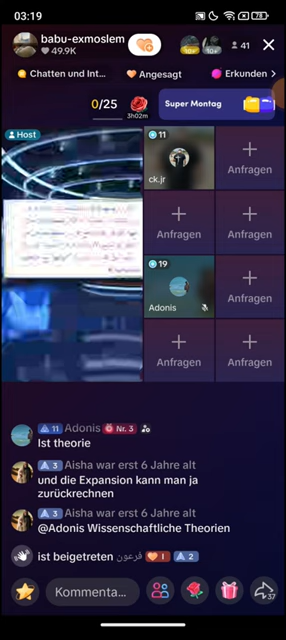 03:19
78
babu-exmoslem
49.9K
10+
10+
41
Chatten und Int...
Angesagt
Erkunden
0/25
3h02m
Super Montag
Host
11
ck.jr
Anfragen
Anfragen
Anfragen
19
Adonis
Anfragen
Anfragen
Anfragen
11 Adonis Nr. 3
Ist theorie
3 Aisha war erst 6 Jahre alt
und die Expansion kann man ja
zurückrechnen
3 Aisha war erst 6 Jahre alt
@Adonis Wissenschaftliche Theorien
ist beigetreten فرعون I 2
Kommenta...
37